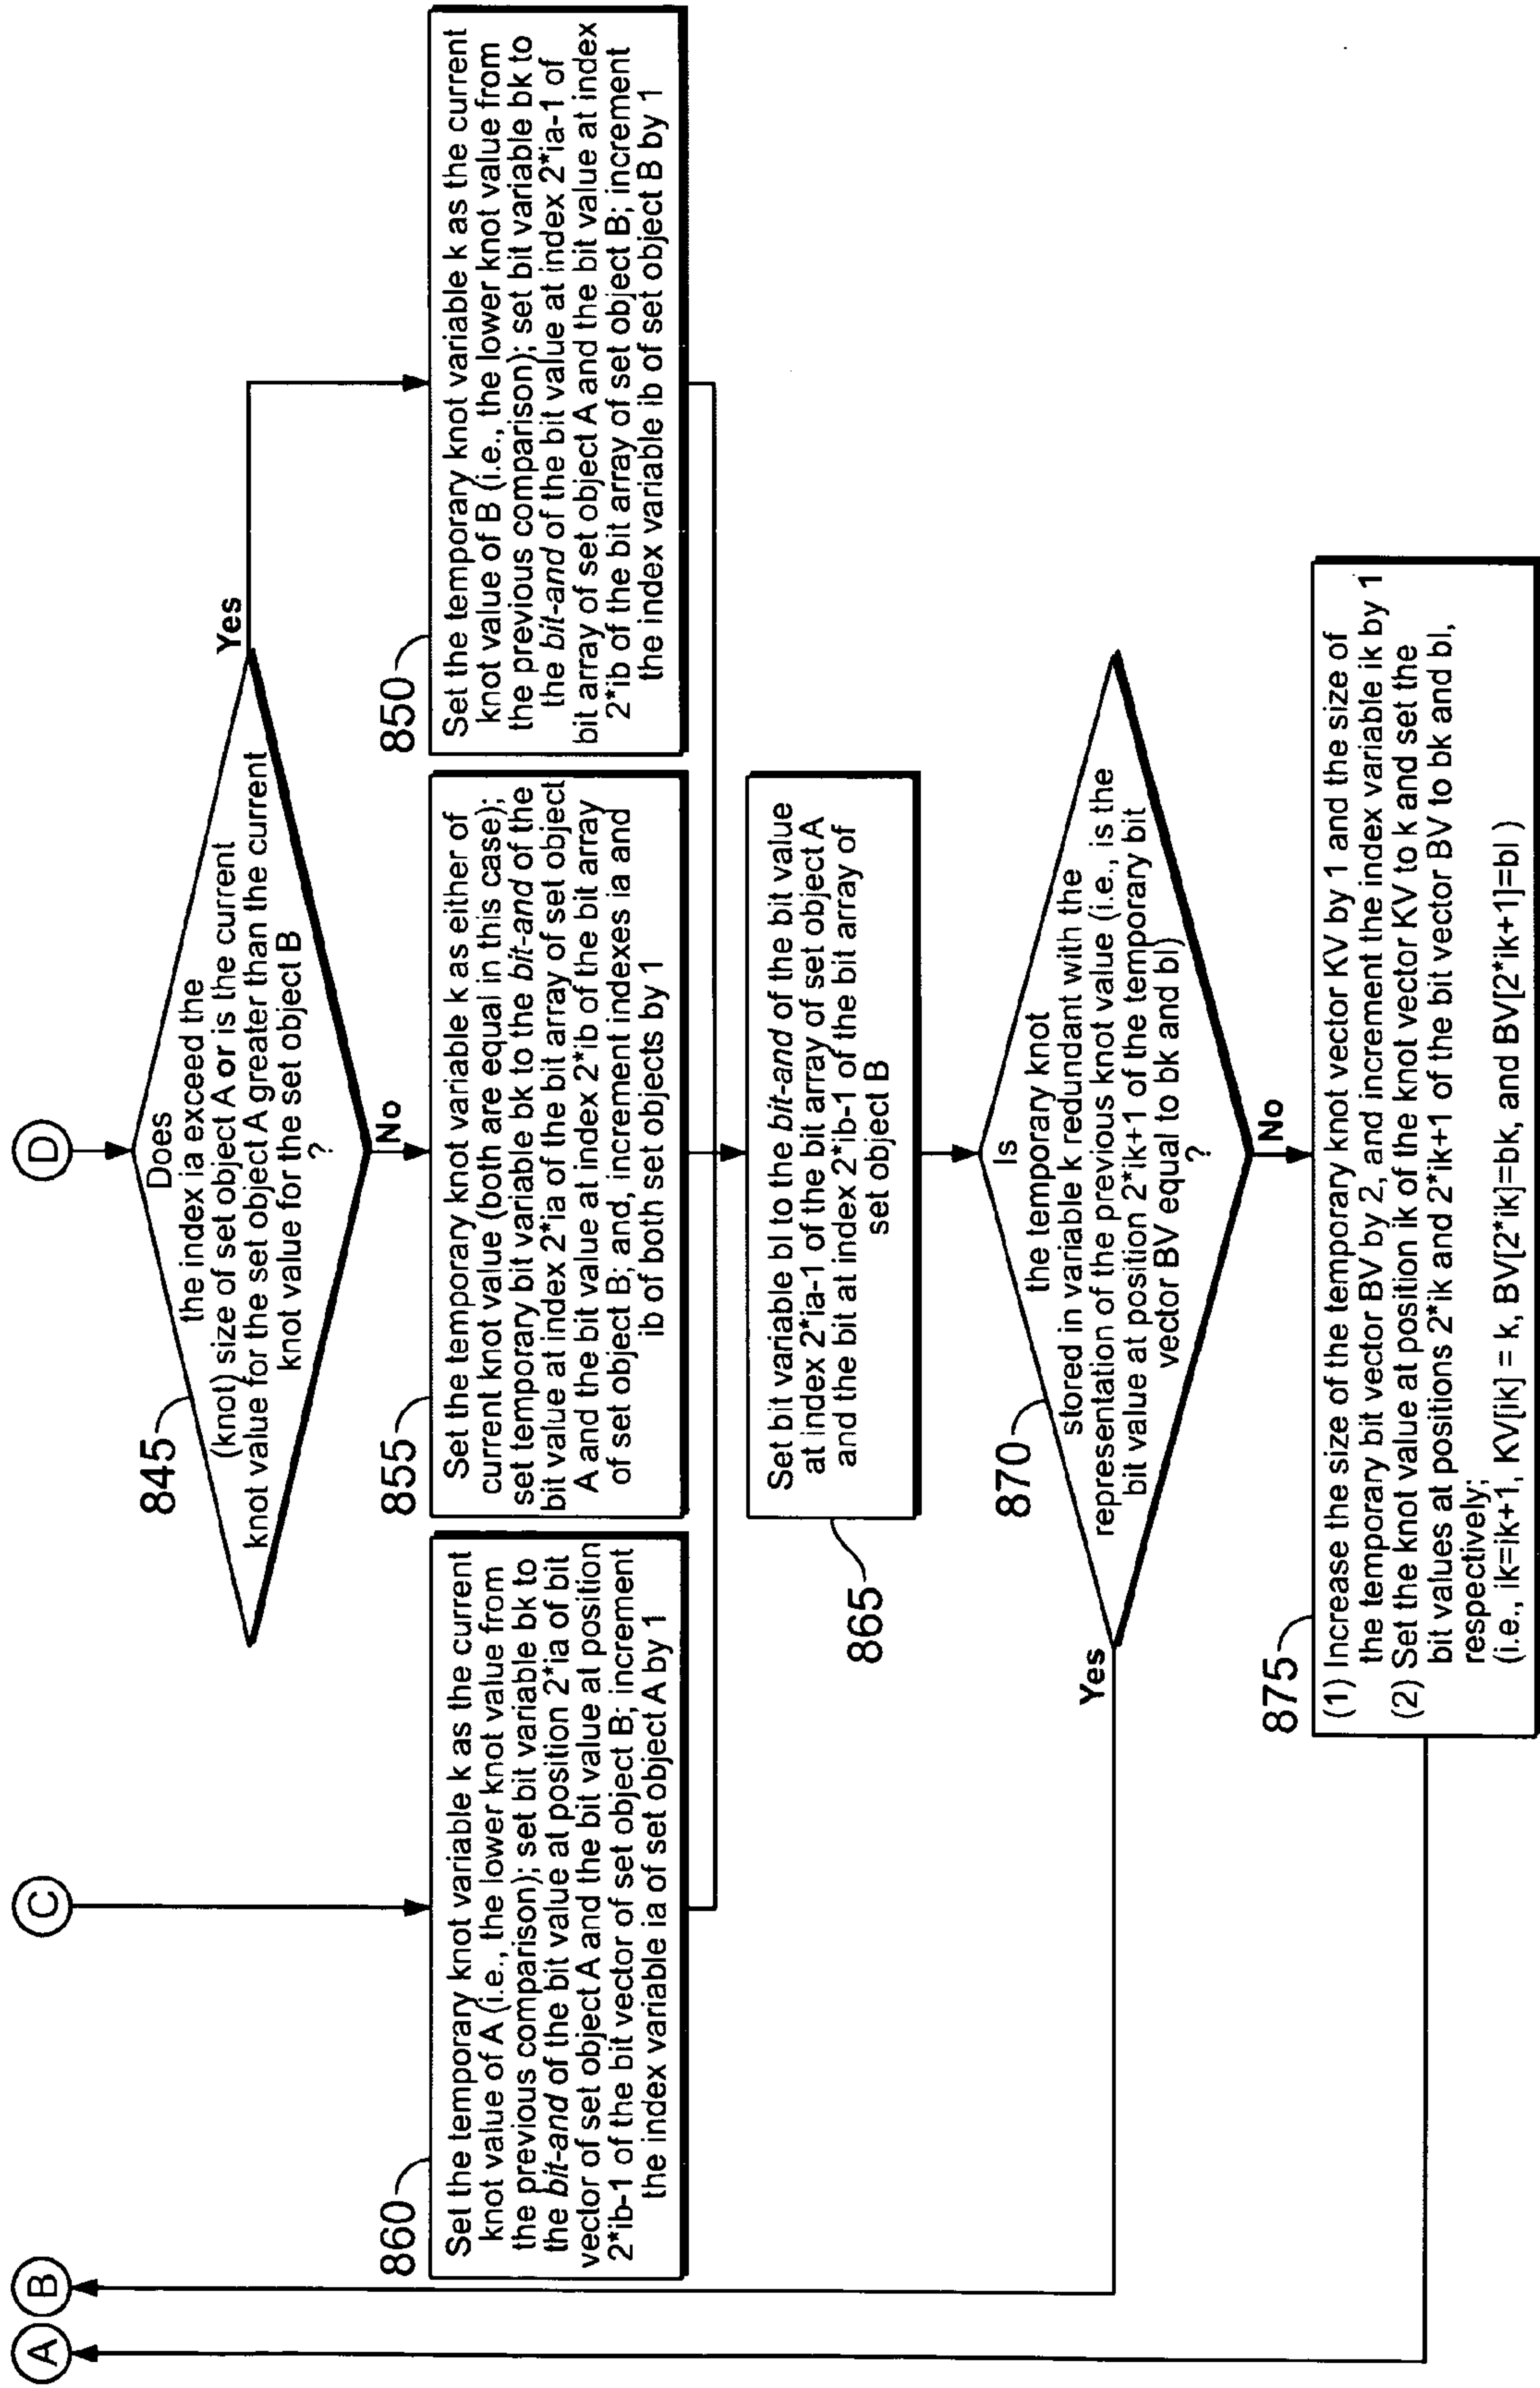 A
B
C
D
Does
the index ia exceed the
(knot) size of set object A or is the current
knot value for the set object A greater than the current
knot value for the set object B
?
845
Yes
No
860
Set the temporary knot variable k as the current
knot value of A (i.e., the lower knot value from
the previous comparison); set bit variable bk to
the bit-and of the bit value at position 2*ia of bit
vector of set object A and the bit value at position
2*ib-1 of the bit vector of set object B; increment
the index variable ia of set object A by 1
855
Set the temporary knot variable k as either of
current knot value (both are equal in this case);
set temporary bit variable bk to the bit-and of the
bit value at index 2*ia of the bit array of set object
A and the bit value at index 2*ib of the bit array
of set object B; and, increment indexes ia and
ib of both set objects by 1
850
Set the temporary knot variable k as the current
knot value of B (i.e., the lower knot value from
the previous comparison); set bit variable bk to
the bit-and of the bit value at index 2*ia-1 of
bit array of set object A and the bit value at index
2*ib of the bit array of set object B; increment
the index variable ib of set object B by 1
865
Set bit variable bl to the bit-and of the bit value
at index 2*ia-1 of the bit array of set object A
and the bit at index 2*ib-1 of the bit array of
set object B
870
Is
the temporary knot
stored in variable k redundant with the
representation of the previous knot value (i.e., is the
bit value at position 2*ik+1 of the temporary bit
vector BV equal to bk and bl)
?
Yes
No
875
(1) Increase the size of the temporary knot vector KV by 1 and the size of
the temporary bit vector BV by 2, and increment the index variable ik by 1
(2) Set the knot value at position ik of the knot vector KV to k and set the
bit values at positions 2*ik and 2*ik+1 of the bit vector BV to bk and bl,
respectively;
(i.e., ik=ik+1, KV[ik] = k, BV[2*ik]=bk, and BV[2*ik+1]=bl )